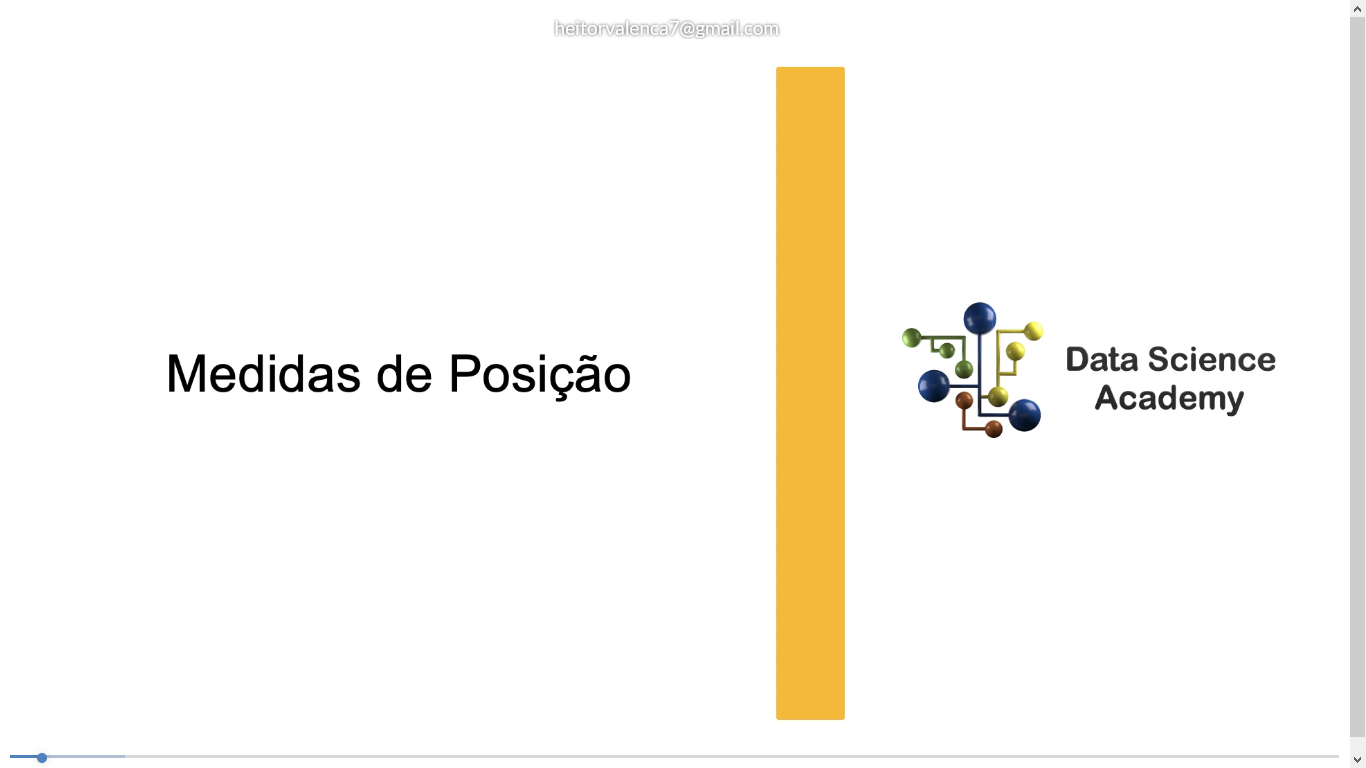 heitorvalenca7@gmail.com
Medidas de Posição
Data Science
Academy